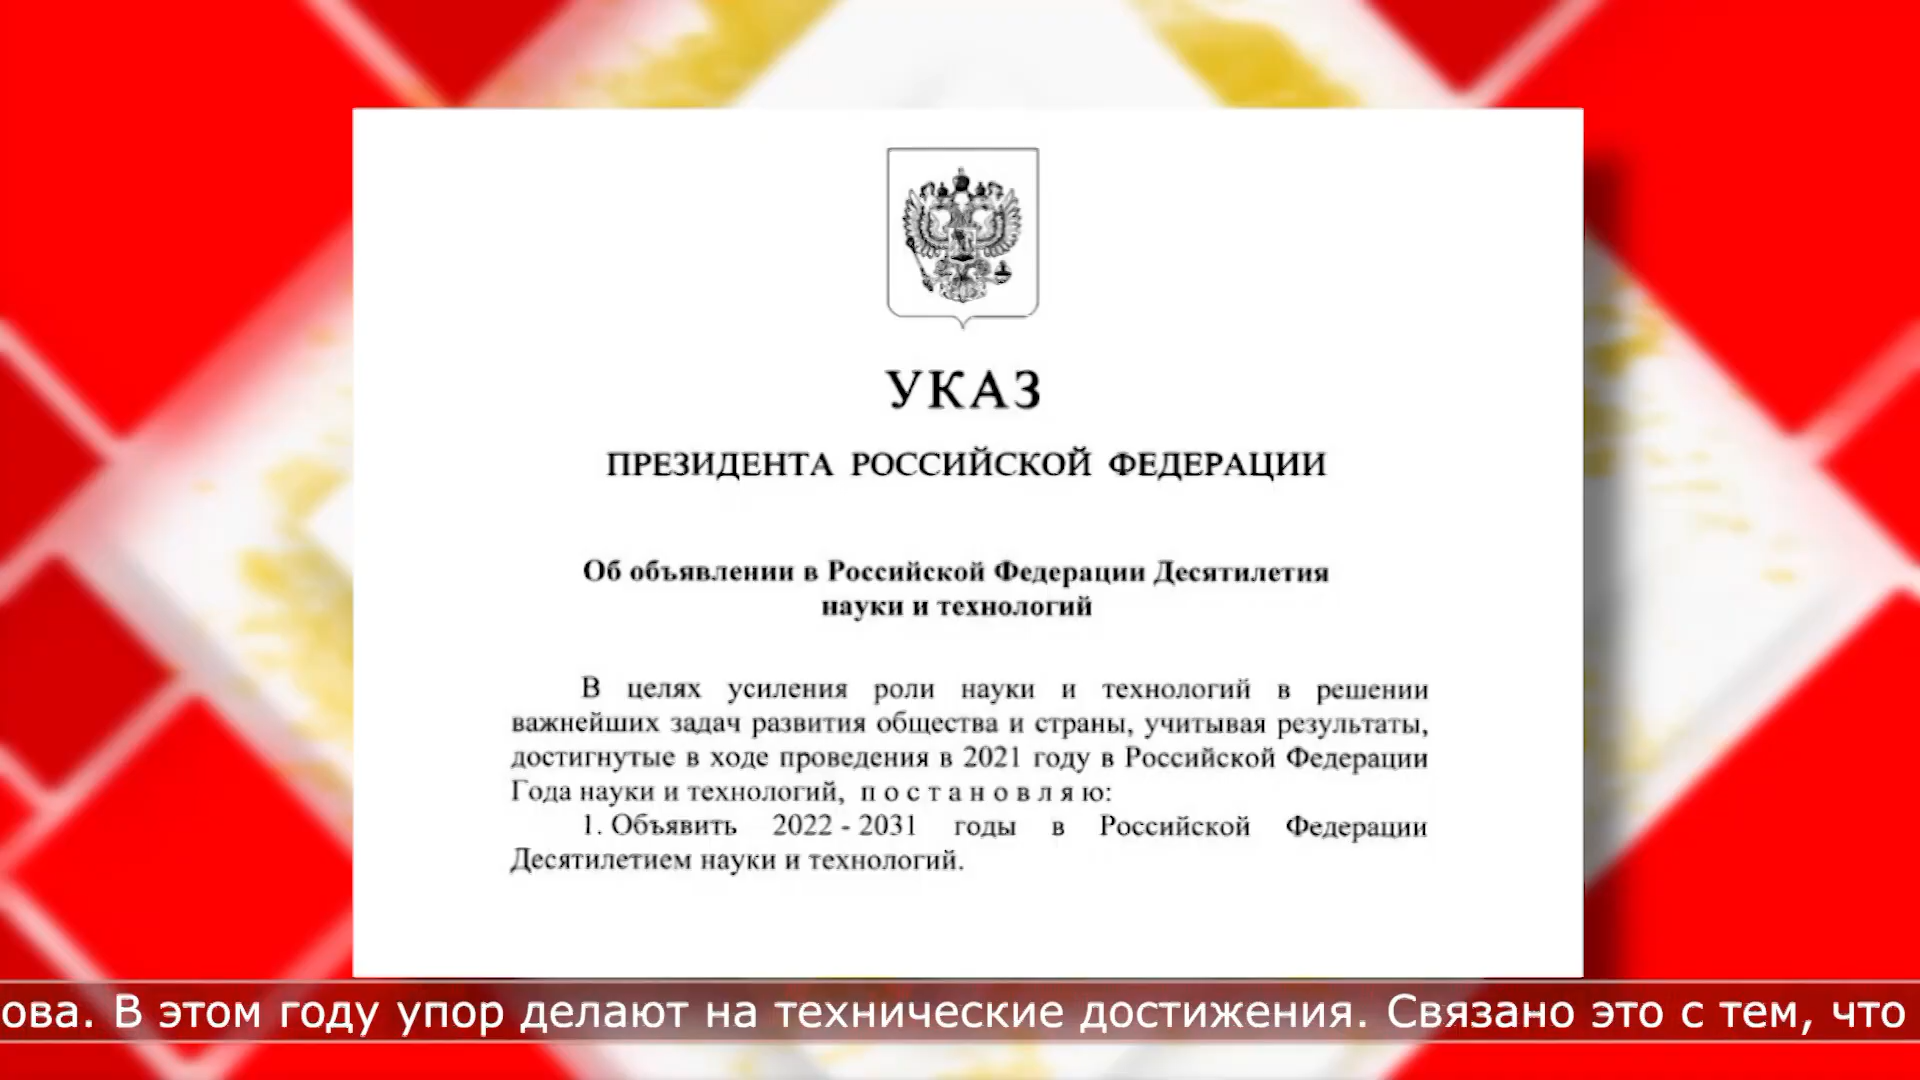 УКАЗ
ПРЕЗИДЕНТА РОССИЙСКОЙ ФЕДЕРАЦИИ
Об объявлении в Российской Федерации Десятилетия
науки и технологий
В целях усиления роли науки и технологий в решении
важнейших задач развития общества и страны, учитывая результаты,
достигнутые в ходе проведения в 2021 году в Российской Федерации
Года науки и технологий, п о с т а н о в л я ю:
1. Объявить 2022 - 2031 годы в Российской Федерации
Десятилетием науки и технологий.
ова. В этом году упор делают на технические достижения. Связано это с тем, что